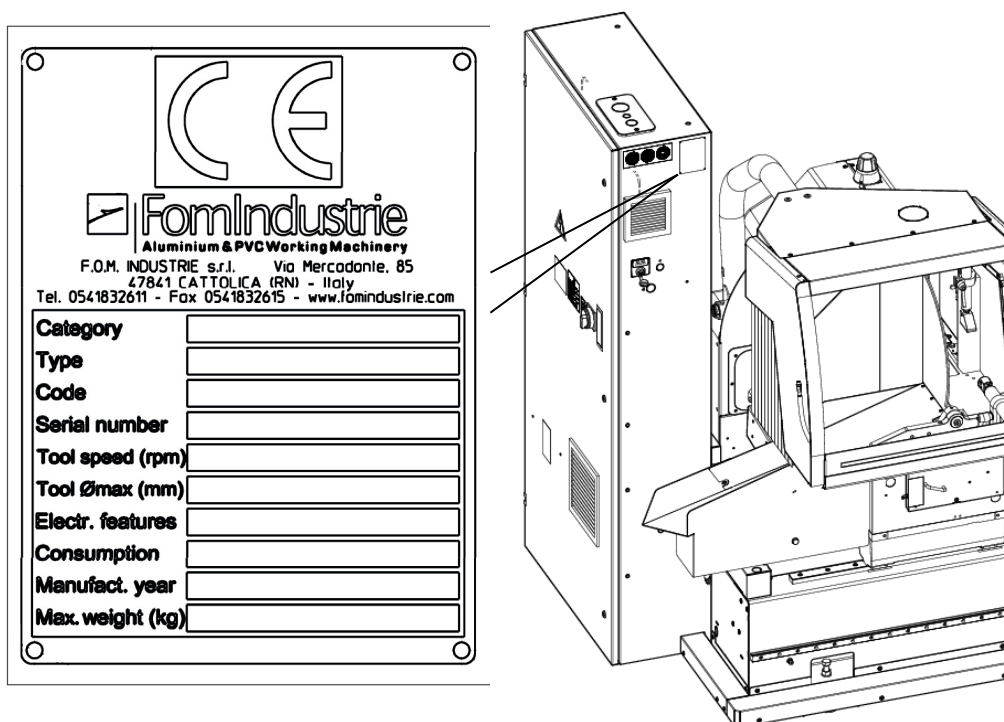 CE
FomIndustrie
Aluminium & PVC Working Machinery
F.O.M. INDUSTRIE s.r.l. Via Mercadante, 85
47841 CATTOLICA (RN) - Italy
Tel. 0541832611 - Fax 0541832615 - www.fomindustrie.com
Category
Type
Code
Serial number
Tool speed (rpm)
Tool Ømax (mm)
Electr. features
Consumption
Manufact. year
Max. weight (kg)